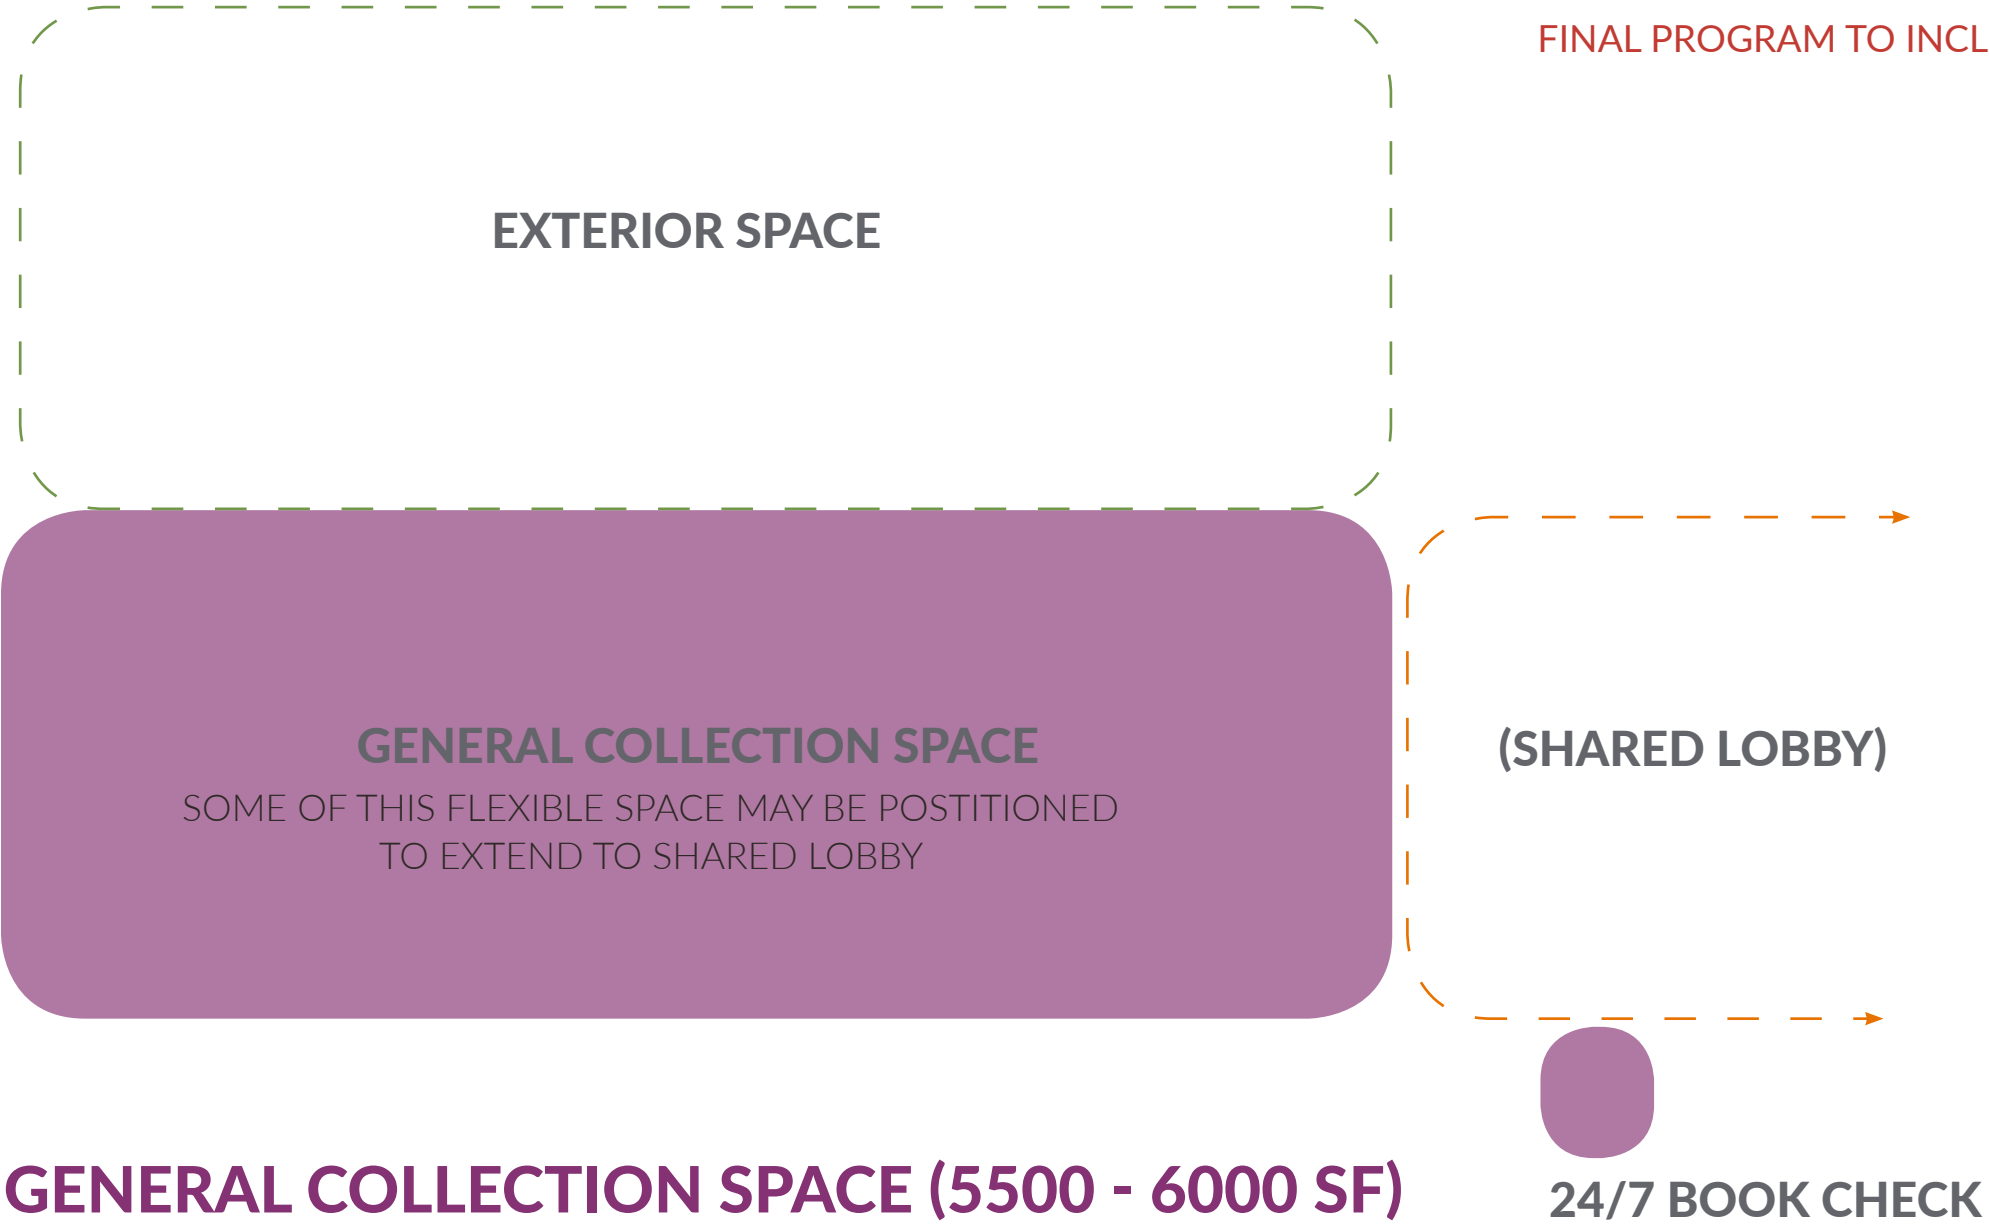 FINAL PROGRAM TO INCL
EXTERIOR SPACE
GENERAL COLLECTION SPACE
SOME OF THIS FLEXIBLE SPACE MAY BE POSTITIONED
TO EXTEND TO SHARED LOBBY
(SHARED LOBBY)
GENERAL COLLECTION SPACE (5500 - 6000 SF)
24/7 BOOK CHECK